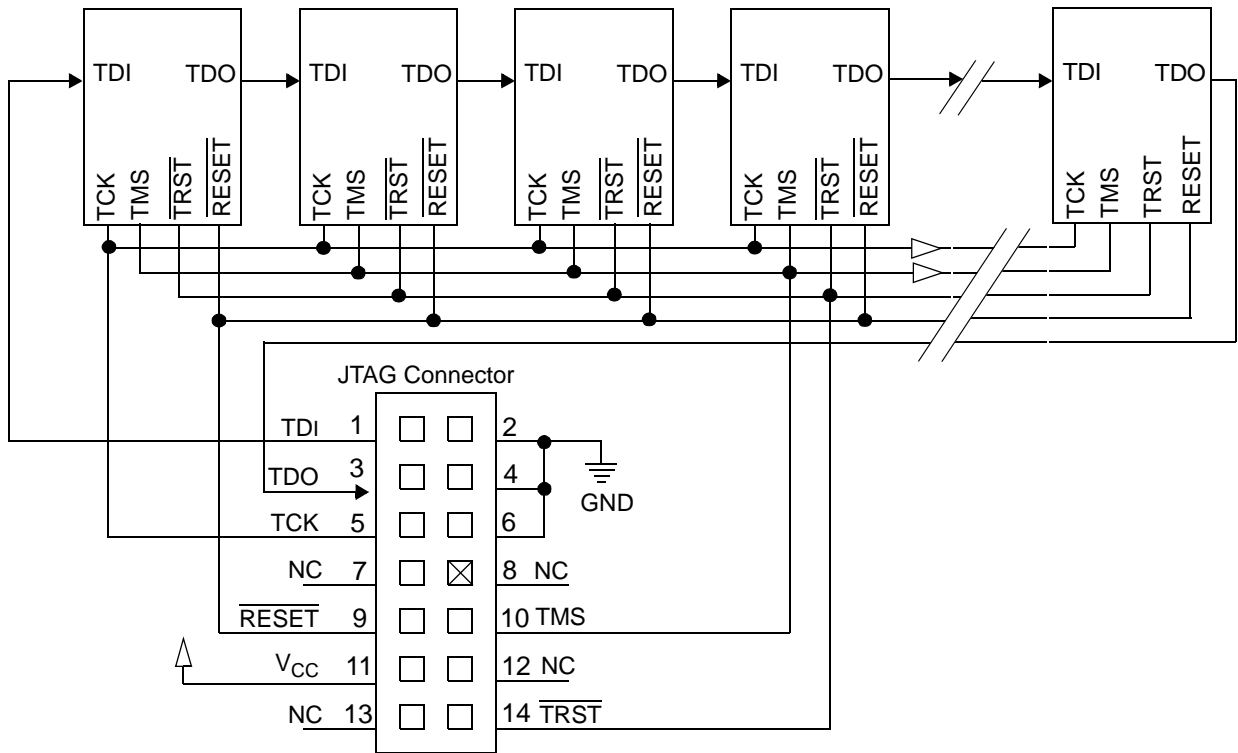 TDI TDO TDI TDO TDI TDO TDI TDO TDI TDO
TCK TMS TRST RESET TCK TMS TRST RESET TCK TMS TRST RESET TCK TMS TRST RESET TCK TMS TRST RESET
JTAG Connector
TDI 1 2
TDO 3 4
GND
TCK 5 6
NC 7 8 NC
RESET 9 10 TMS
VCC 11 12 NC
NC 13 14 TRST